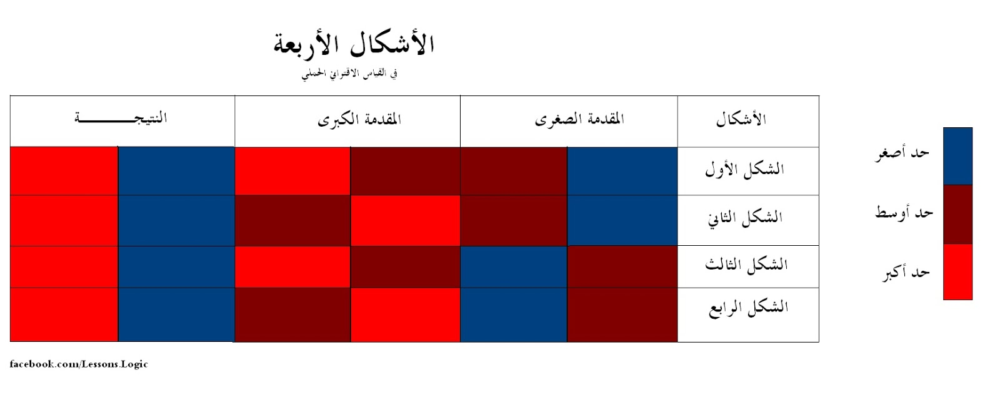 الأشكال الأربعة
في القياس الاقتراني الحملي
الأشكال
المقدمة الصغرى
المقدمة الكبرى
النتيجـــــــــــة
الشكل الأول
الشكل الثاني
الشكل الثالث
الشكل الرابع
حد أصغر
حد أوسط
حد أكبر
facebook.com/Lessons.Logic